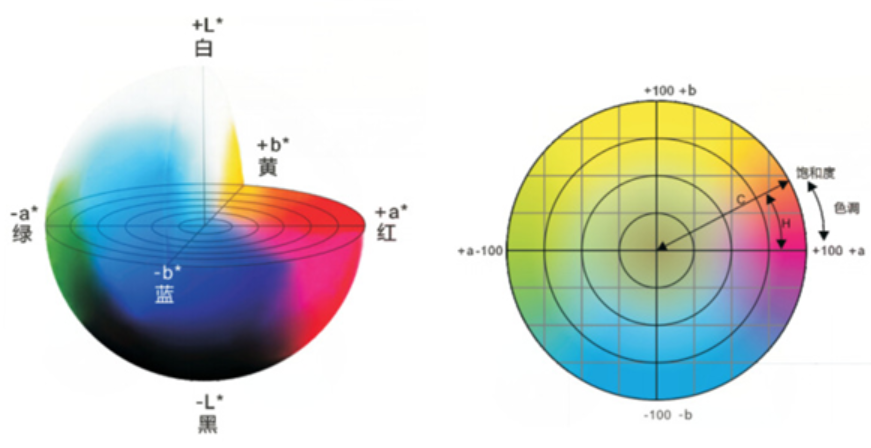 +L*
白
+b*
黄
-a*
绿
+a*
红
-b*
蓝
-L*
黑
+100 +b
饱和度
C
色调
H
+a-100
+100 +a
-100 -b